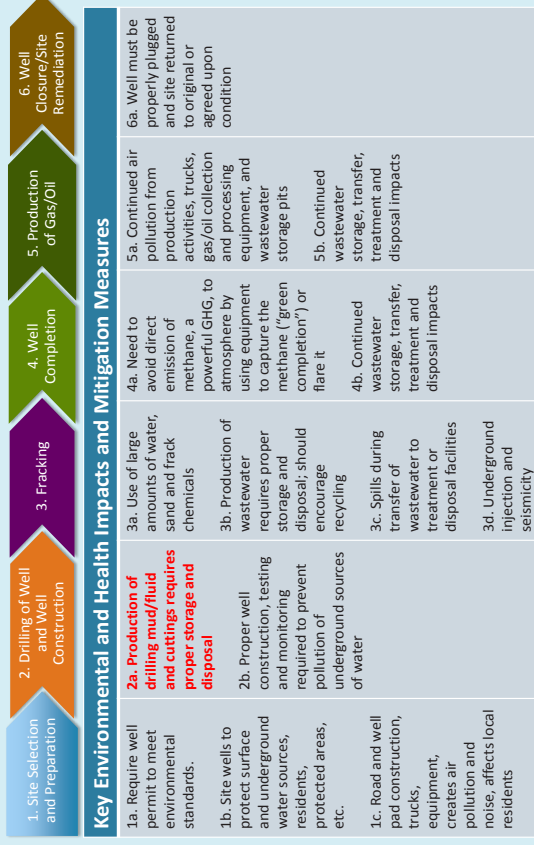 1. Site Selection
and Preparation
2. Drilling of Well
and Well
Construction
3. Fracking
4. Well
Completion
5. Production
of Gas/Oil
6. Well
Closure/Site
Remediation
Key Environmental and Health Impacts and Mitigation Measures
1a. Require well
permit to meet
environmental
standards.
1b. Site wells to
protect surface
and underground
water sources,
residents,
protected areas,
etc.
1c. Road and well
pad construction,
trucks,
equipment,
creates air
pollution and
noise, affects local
residents
2a. Production of
drilling mud/fluid
and cuttings requires
proper storage and
disposal
2b. Proper well
construction, testing
and monitoring
required to prevent
pollution of
underground sources
of water
3a. Use of large
amounts of water,
sand and frack
chemicals
3b. Production of
wastewater
requires proper
storage and
disposal; should
encourage
recycling
3c. Spills during
transfer of
wastewater to
treatment or
disposal facilities
3d. Underground
injection and
seismicity
4a. Need to
avoid direct
emission of
methane, a
powerful GHG, to
atmosphere by
using equipment
to capture the
methane (“green
completion”) or
flare it
4b. Continued
wastewater
storage, transfer,
treatment and
disposal impacts
5a. Continued air
pollution from
production
activities, trucks,
gas/oil collection
and processing
equipment, and
wastewater
storage pits
5b. Continued
wastewater
storage, transfer,
treatment and
disposal impacts
6a. Well must be
properly plugged
and site returned
to original or
agreed upon
condition